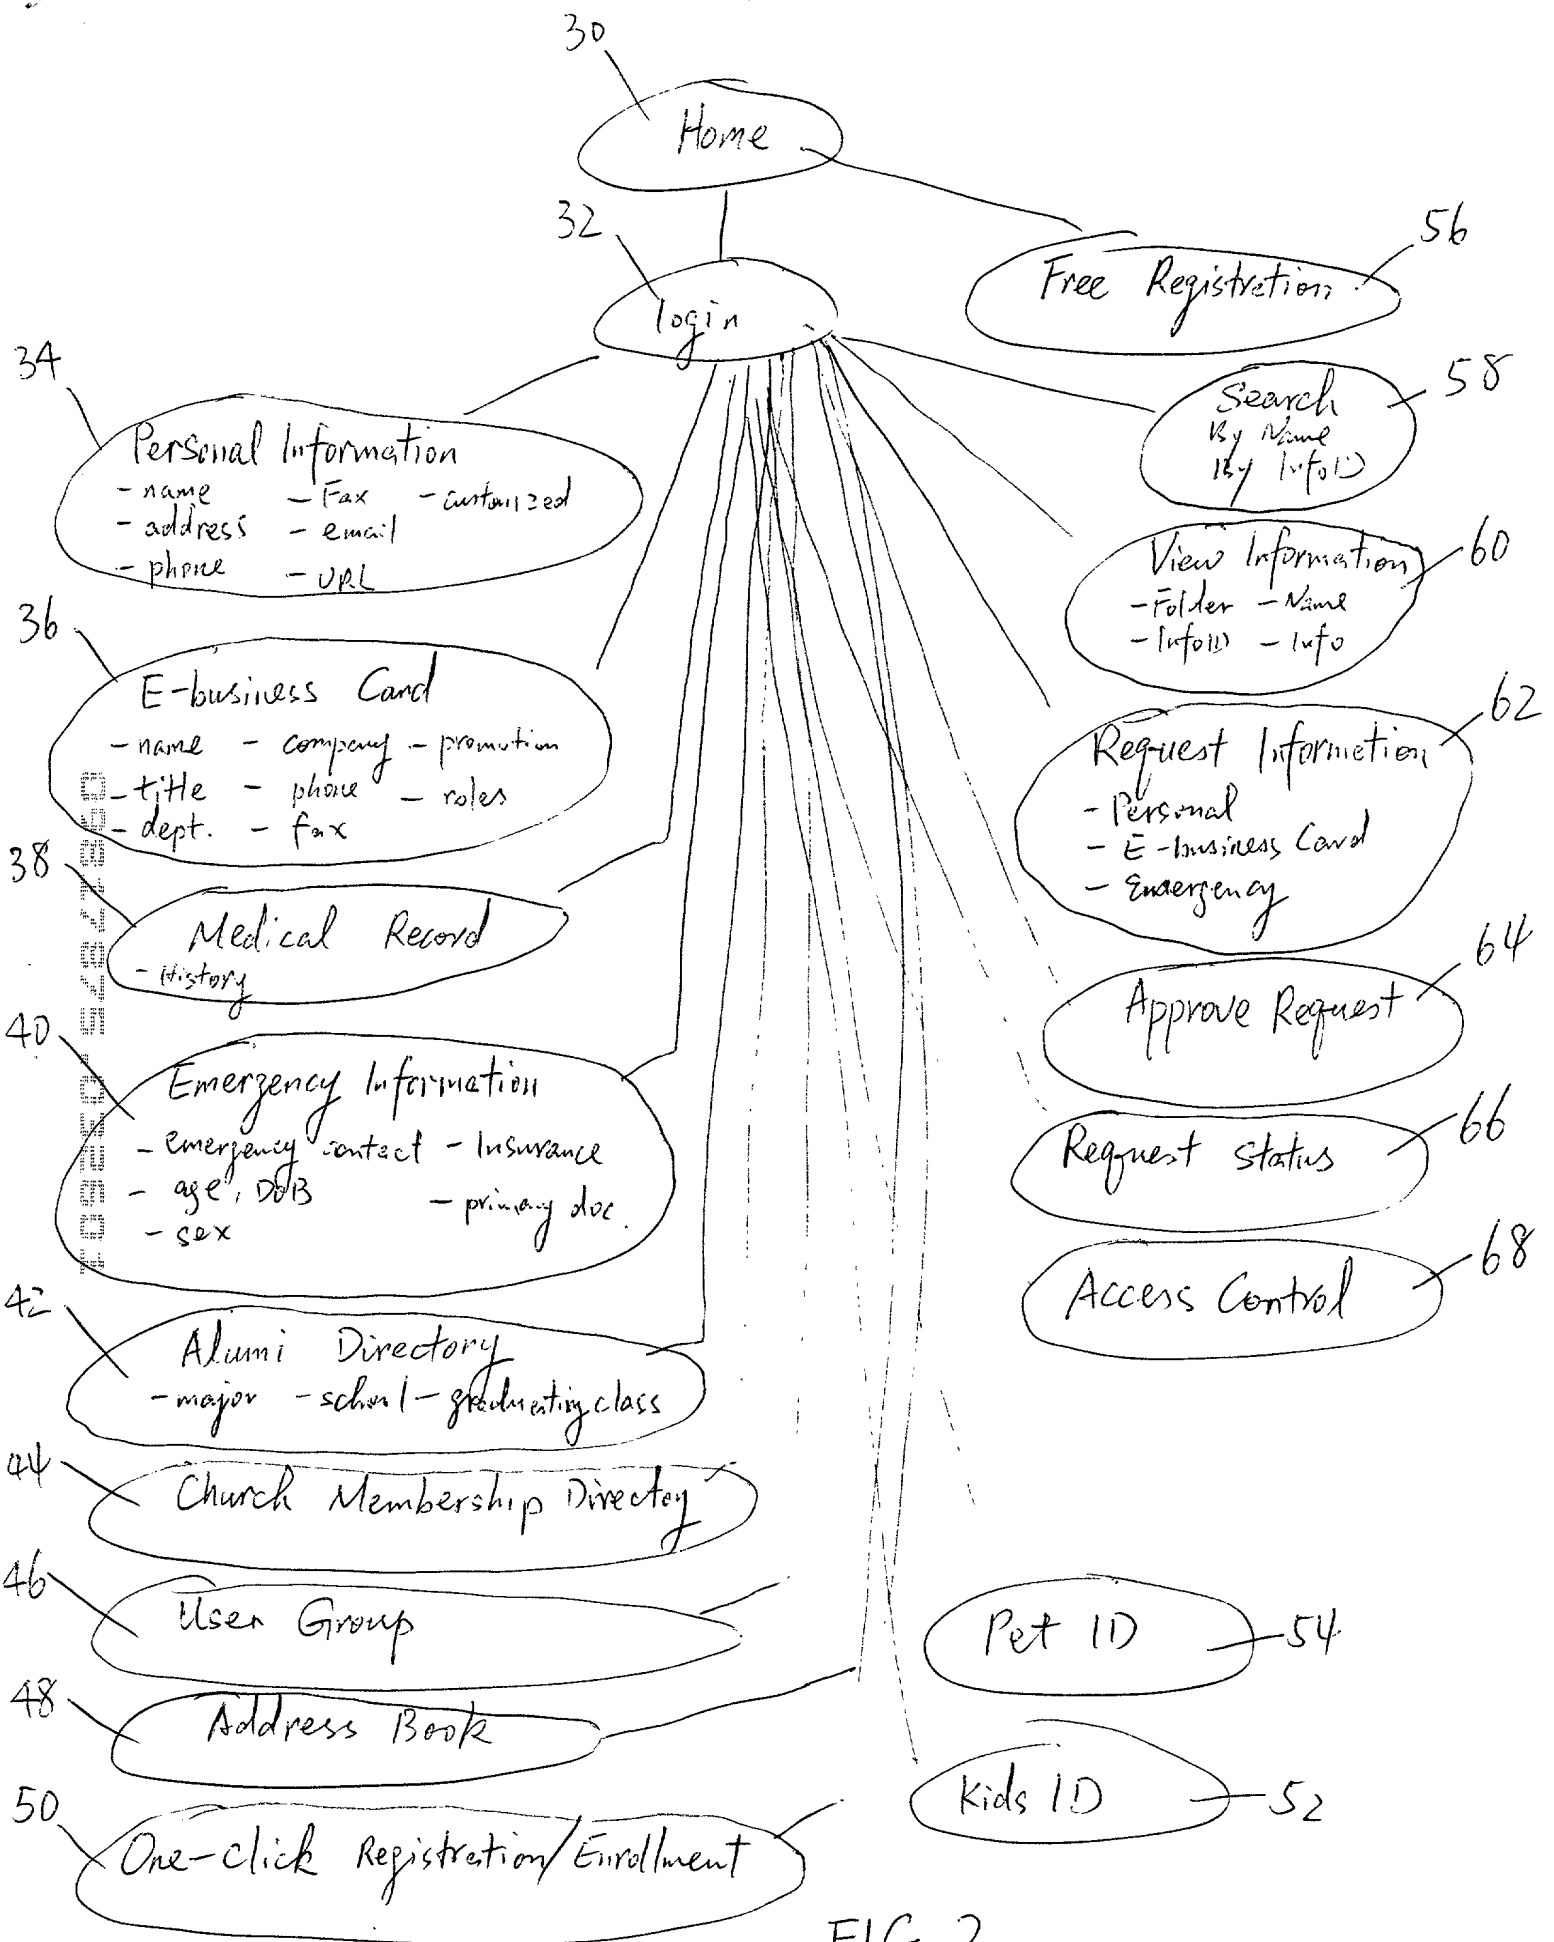 30
Home
32
login
56
Free Registration
34
Personal Information
- name - Fax - customized
- address - email
- phone - URL
58
Search
By Name
By InfoID
60
View Information
- Folder - Name
- InfoID - Info
36
E-business Card
- name - company - promotion
- title - phone - roles
- dept. - fax
62
Request Information
- Personal
- E-business Card
- Emergency
38
Medical Record
- History
64
Approve Request
40
Emergency Information
- emergency contact - Insurance
- age, DOB - primary doc.
- sex
66
Request Status
68
Access Control
42
Alumi Directory
- major - school - graduating class
44
Church Membership Directoy
46
User Group
54
Pet ID
48
Address Book
52
Kids ID
50
One-click Registration/Enrollment
FIG. 2